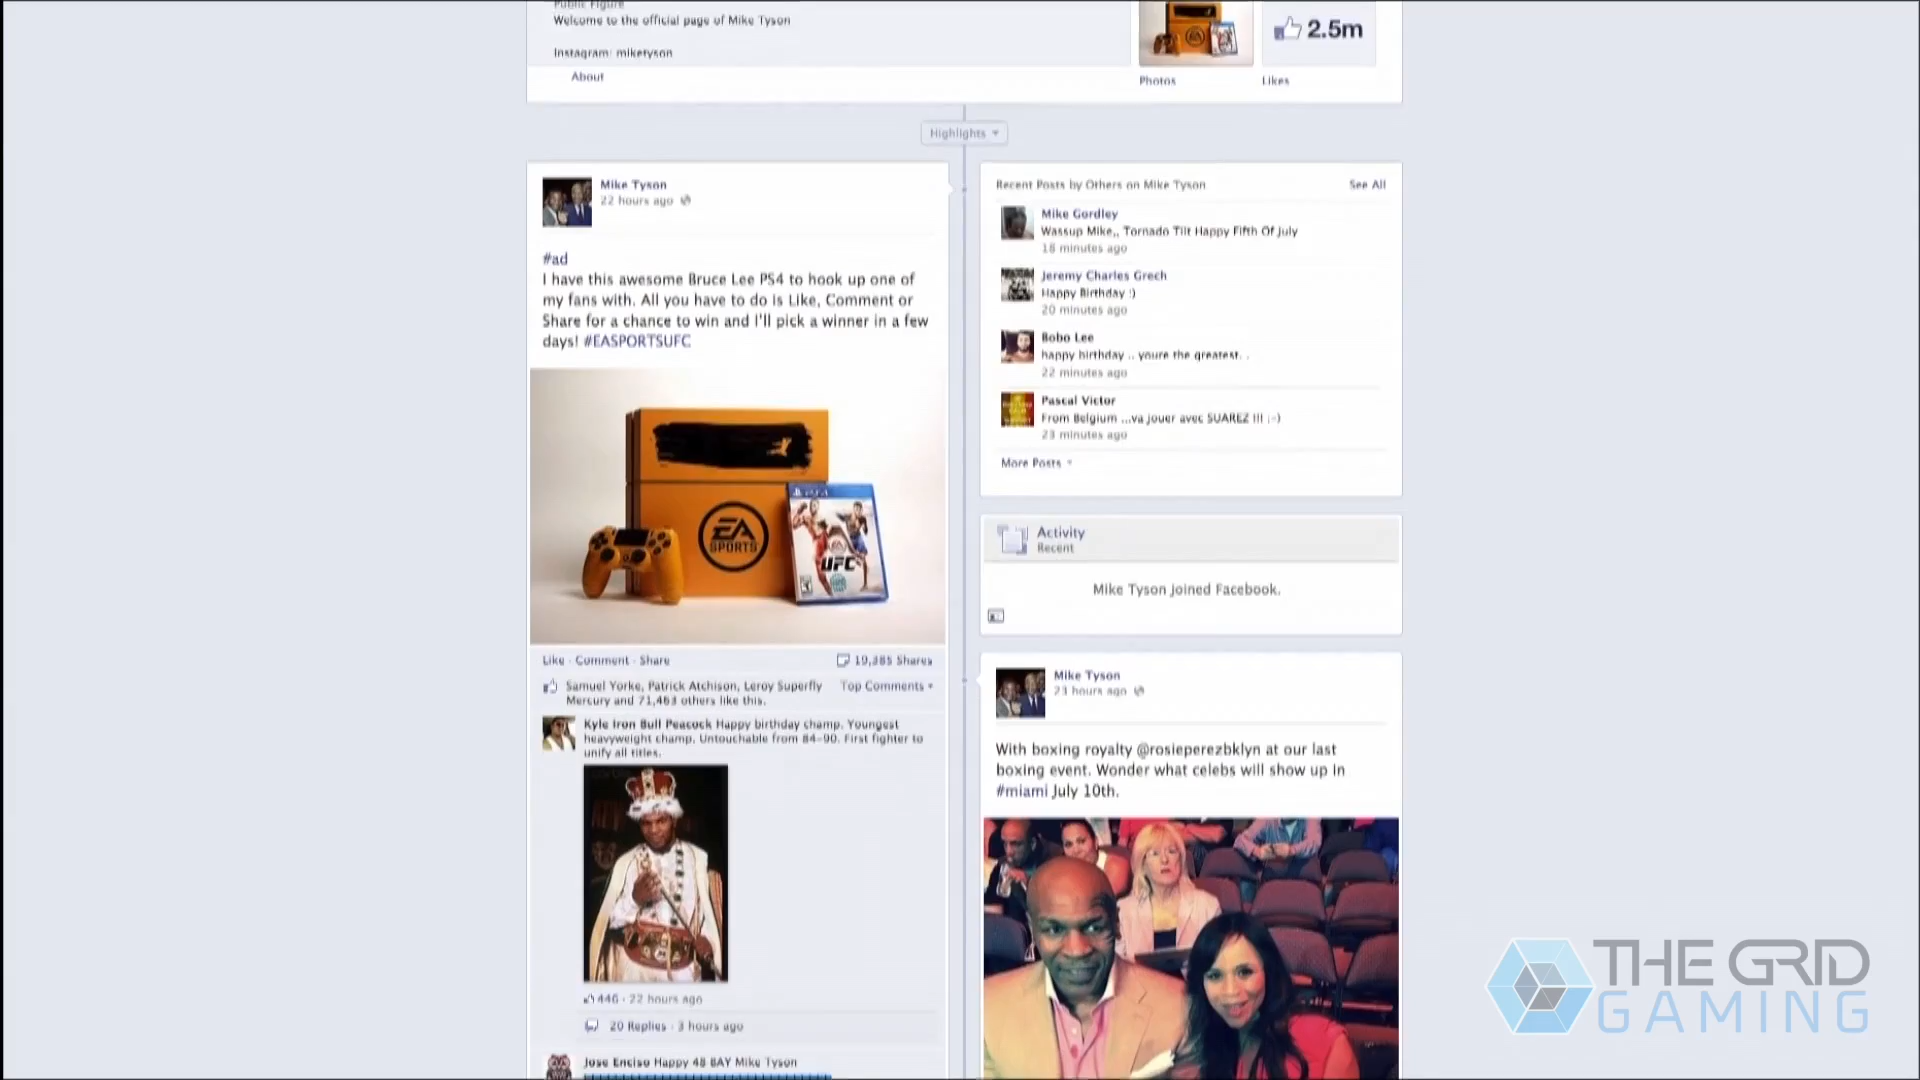 Public Figure
Welcome to the official page of Mike Tyson
Instagram: miketyson
About
2.5m
Photos
Likes
Highlights
Mike Tyson
22 hours ago
#ad
I have this awesome Bruce Lee PS4 to hook up one of
my fans with. All you have to do is Like, Comment or
Share for a chance to win and I'll pick a winner in a few
days! #EASPORTSUFC
EA
SPORTS
PS4
EA
UFC
Like · Comment · Share
19,385 Shares
Samuel Yorke, Patrick Atchison, Leroy Superfly
Mercury and 71,463 others like this.
Top Comments
Kyle Iron Bull Peacock Happy birthday champ. Youngest
heavyweight champ. Untouchable from 84-90. First fighter to
unify all titles.
446 · 22 hours ago
20 Replies · 3 hours ago
Jose Enciso Happy 48 BAY Mike Tyson
Recent Posts by Others on Mike Tyson
See All
Mike Gordley
Wassup Mike,, Tornado Tilt Happy Fifth Of July
18 minutes ago
Jeremy Charles Grech
Happy Birthday :)
20 minutes ago
Bobo Lee
happy birthday .. youre the greatest. .
22 minutes ago
Pascal Victor
From Belgium ...va jouer avec SUAREZ !!! ;-)
23 minutes ago
More Posts
Activity
Recent
Mike Tyson joined Facebook.
Mike Tyson
23 hours ago
With boxing royalty @rosieperezbklyn at our last
boxing event. Wonder what celebs will show up in
#miami July 10th.
THE GRID
GAMING